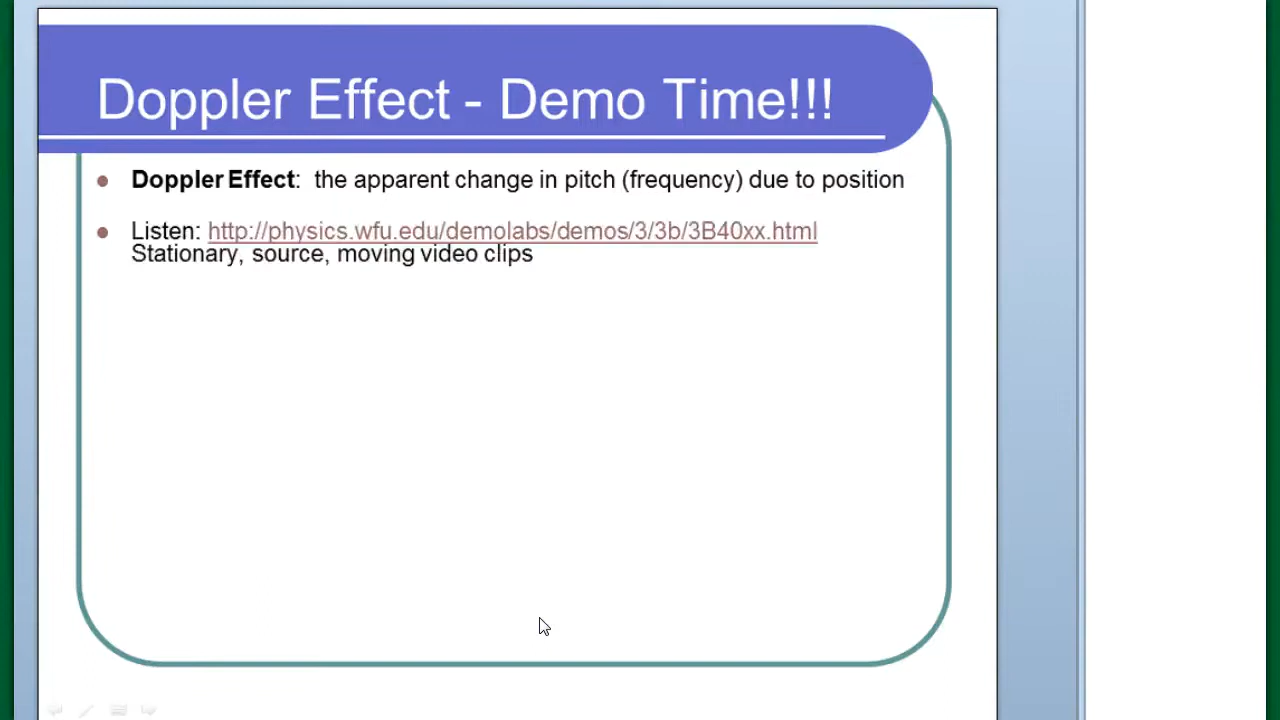 Doppler Effect - Demo Time!!!
Doppler Effect: the apparent change in pitch (frequency) due to position
Listen: http://physics.wfu.edu/demolabs/demos/3/3b/3B40xx.html
Stationary, source, moving video clips